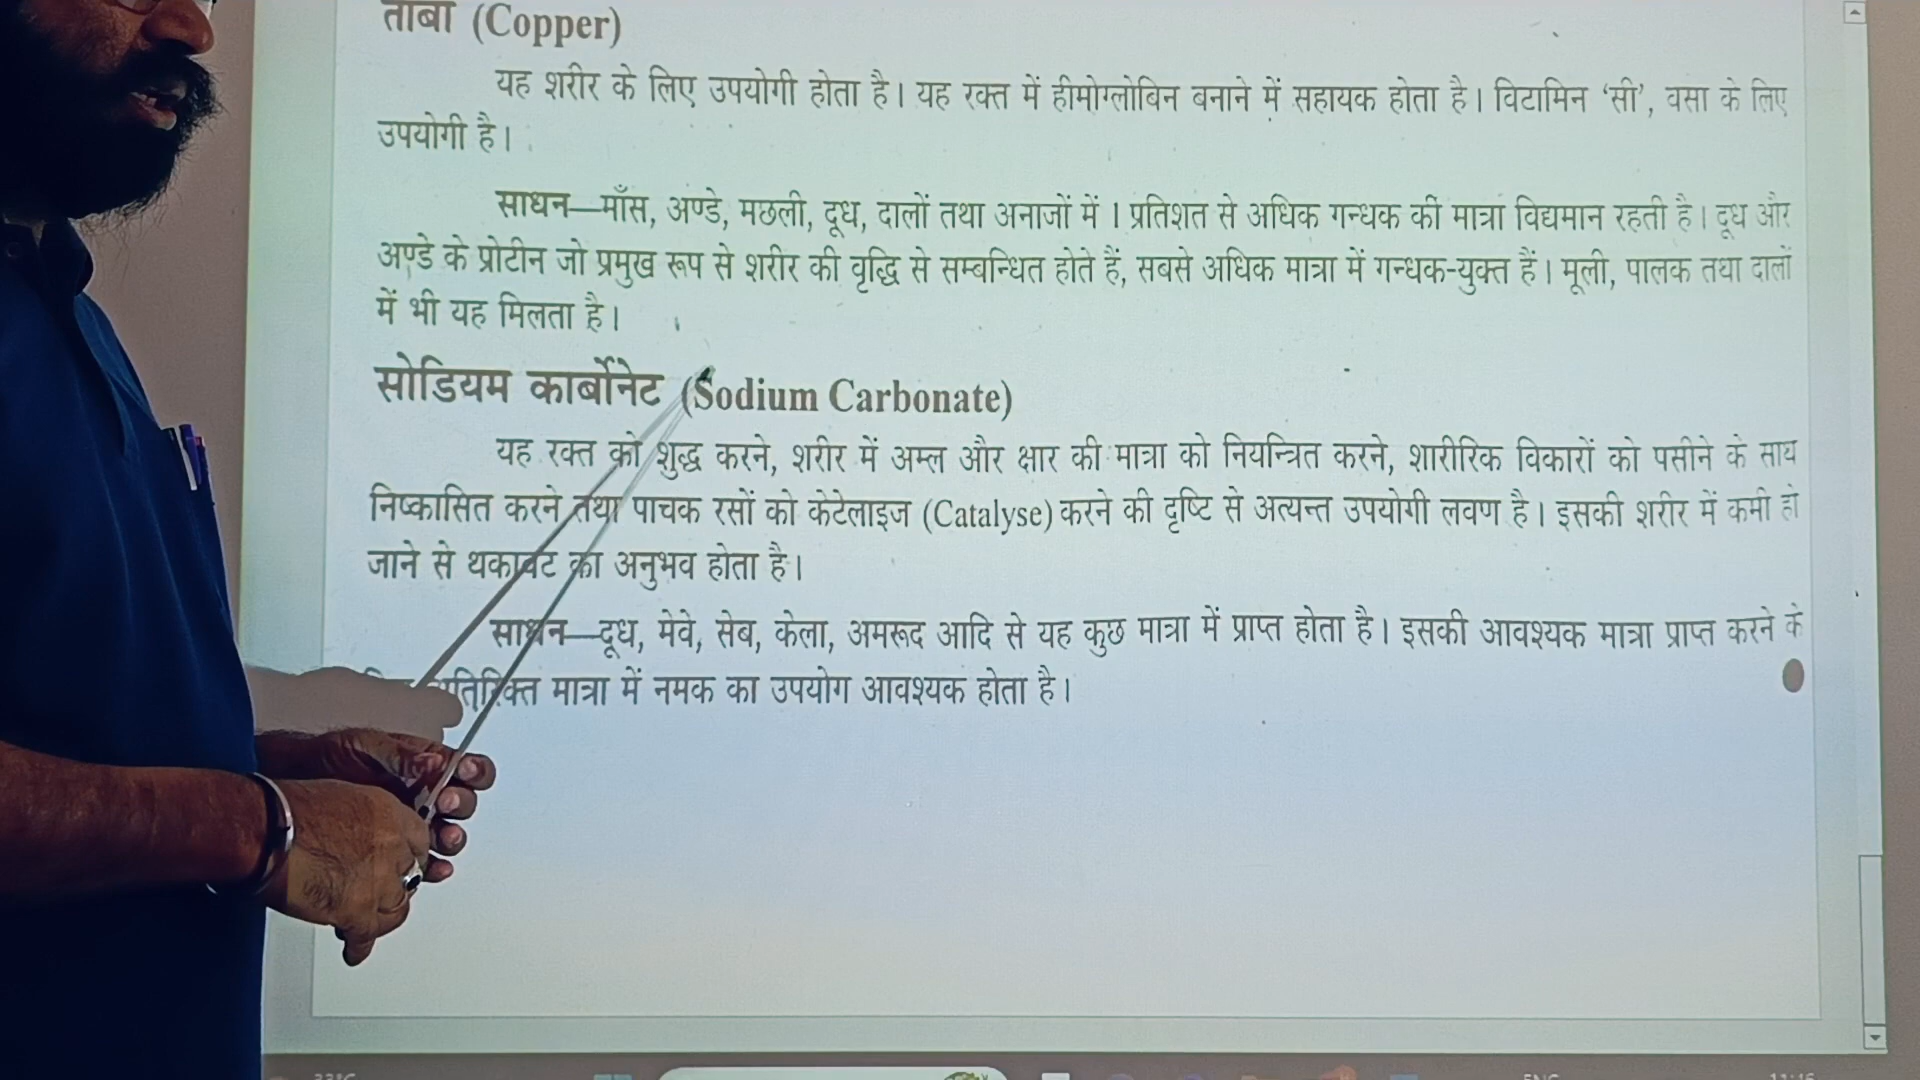 ताँबा (Copper)
यह शरीर के लिए उपयोगी होता है। यह रक्त में हीमोग्लोबिन बनाने में सहायक होता है। विटामिन ‘सी’, वसा के लिए
उपयोगी है।
साधन—माँस, अण्डे, मछली, दूध, दालों तथा अनाजों में । प्रतिशत से अधिक गन्धक की मात्रा विद्यमान रहती है। दूध और
अण्डे के प्रोटीन जो प्रमुख रूप से शरीर की वृद्धि से सम्बन्धित होते हैं, सबसे अधिक मात्रा में गन्धक-युक्त हैं। मूली, पालक तथा दालों
में भी यह मिलता है।
सोडियम कार्बोनेट (Sodium Carbonate)
यह रक्त को शुद्ध करने, शरीर में अम्ल और क्षार की मात्रा को नियन्त्रित करने, शारीरिक विकारों को पसीने के साथ
निष्कासित करने तथा पाचक रसों को केटेलाइज (Catalyse) करने की दृष्टि से अत्यन्त उपयोगी लवण है। इसकी शरीर में कमी हो
जाने से थकावट का अनुभव होता है।
साधन—दूध, मेवे, सेब, केला, अमरूद आदि से यह कुछ मात्रा में प्राप्त होता है। इसकी आवश्यक मात्रा प्राप्त करने के
मात्रा में नमक का उपयोग आवश्यक होता है।